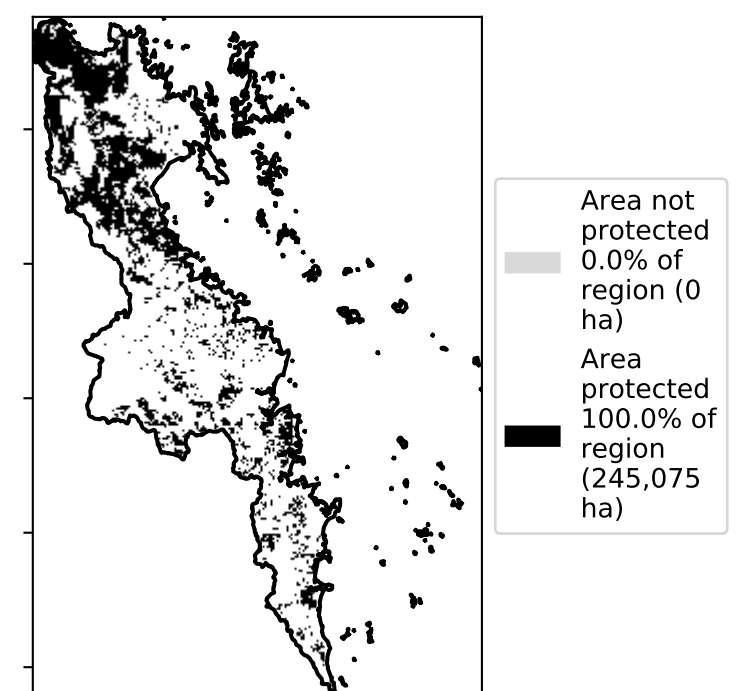 Area not
protected
0.0% of
region (0
ha)
Area
protected
100.0% of
region
(245,075
ha)